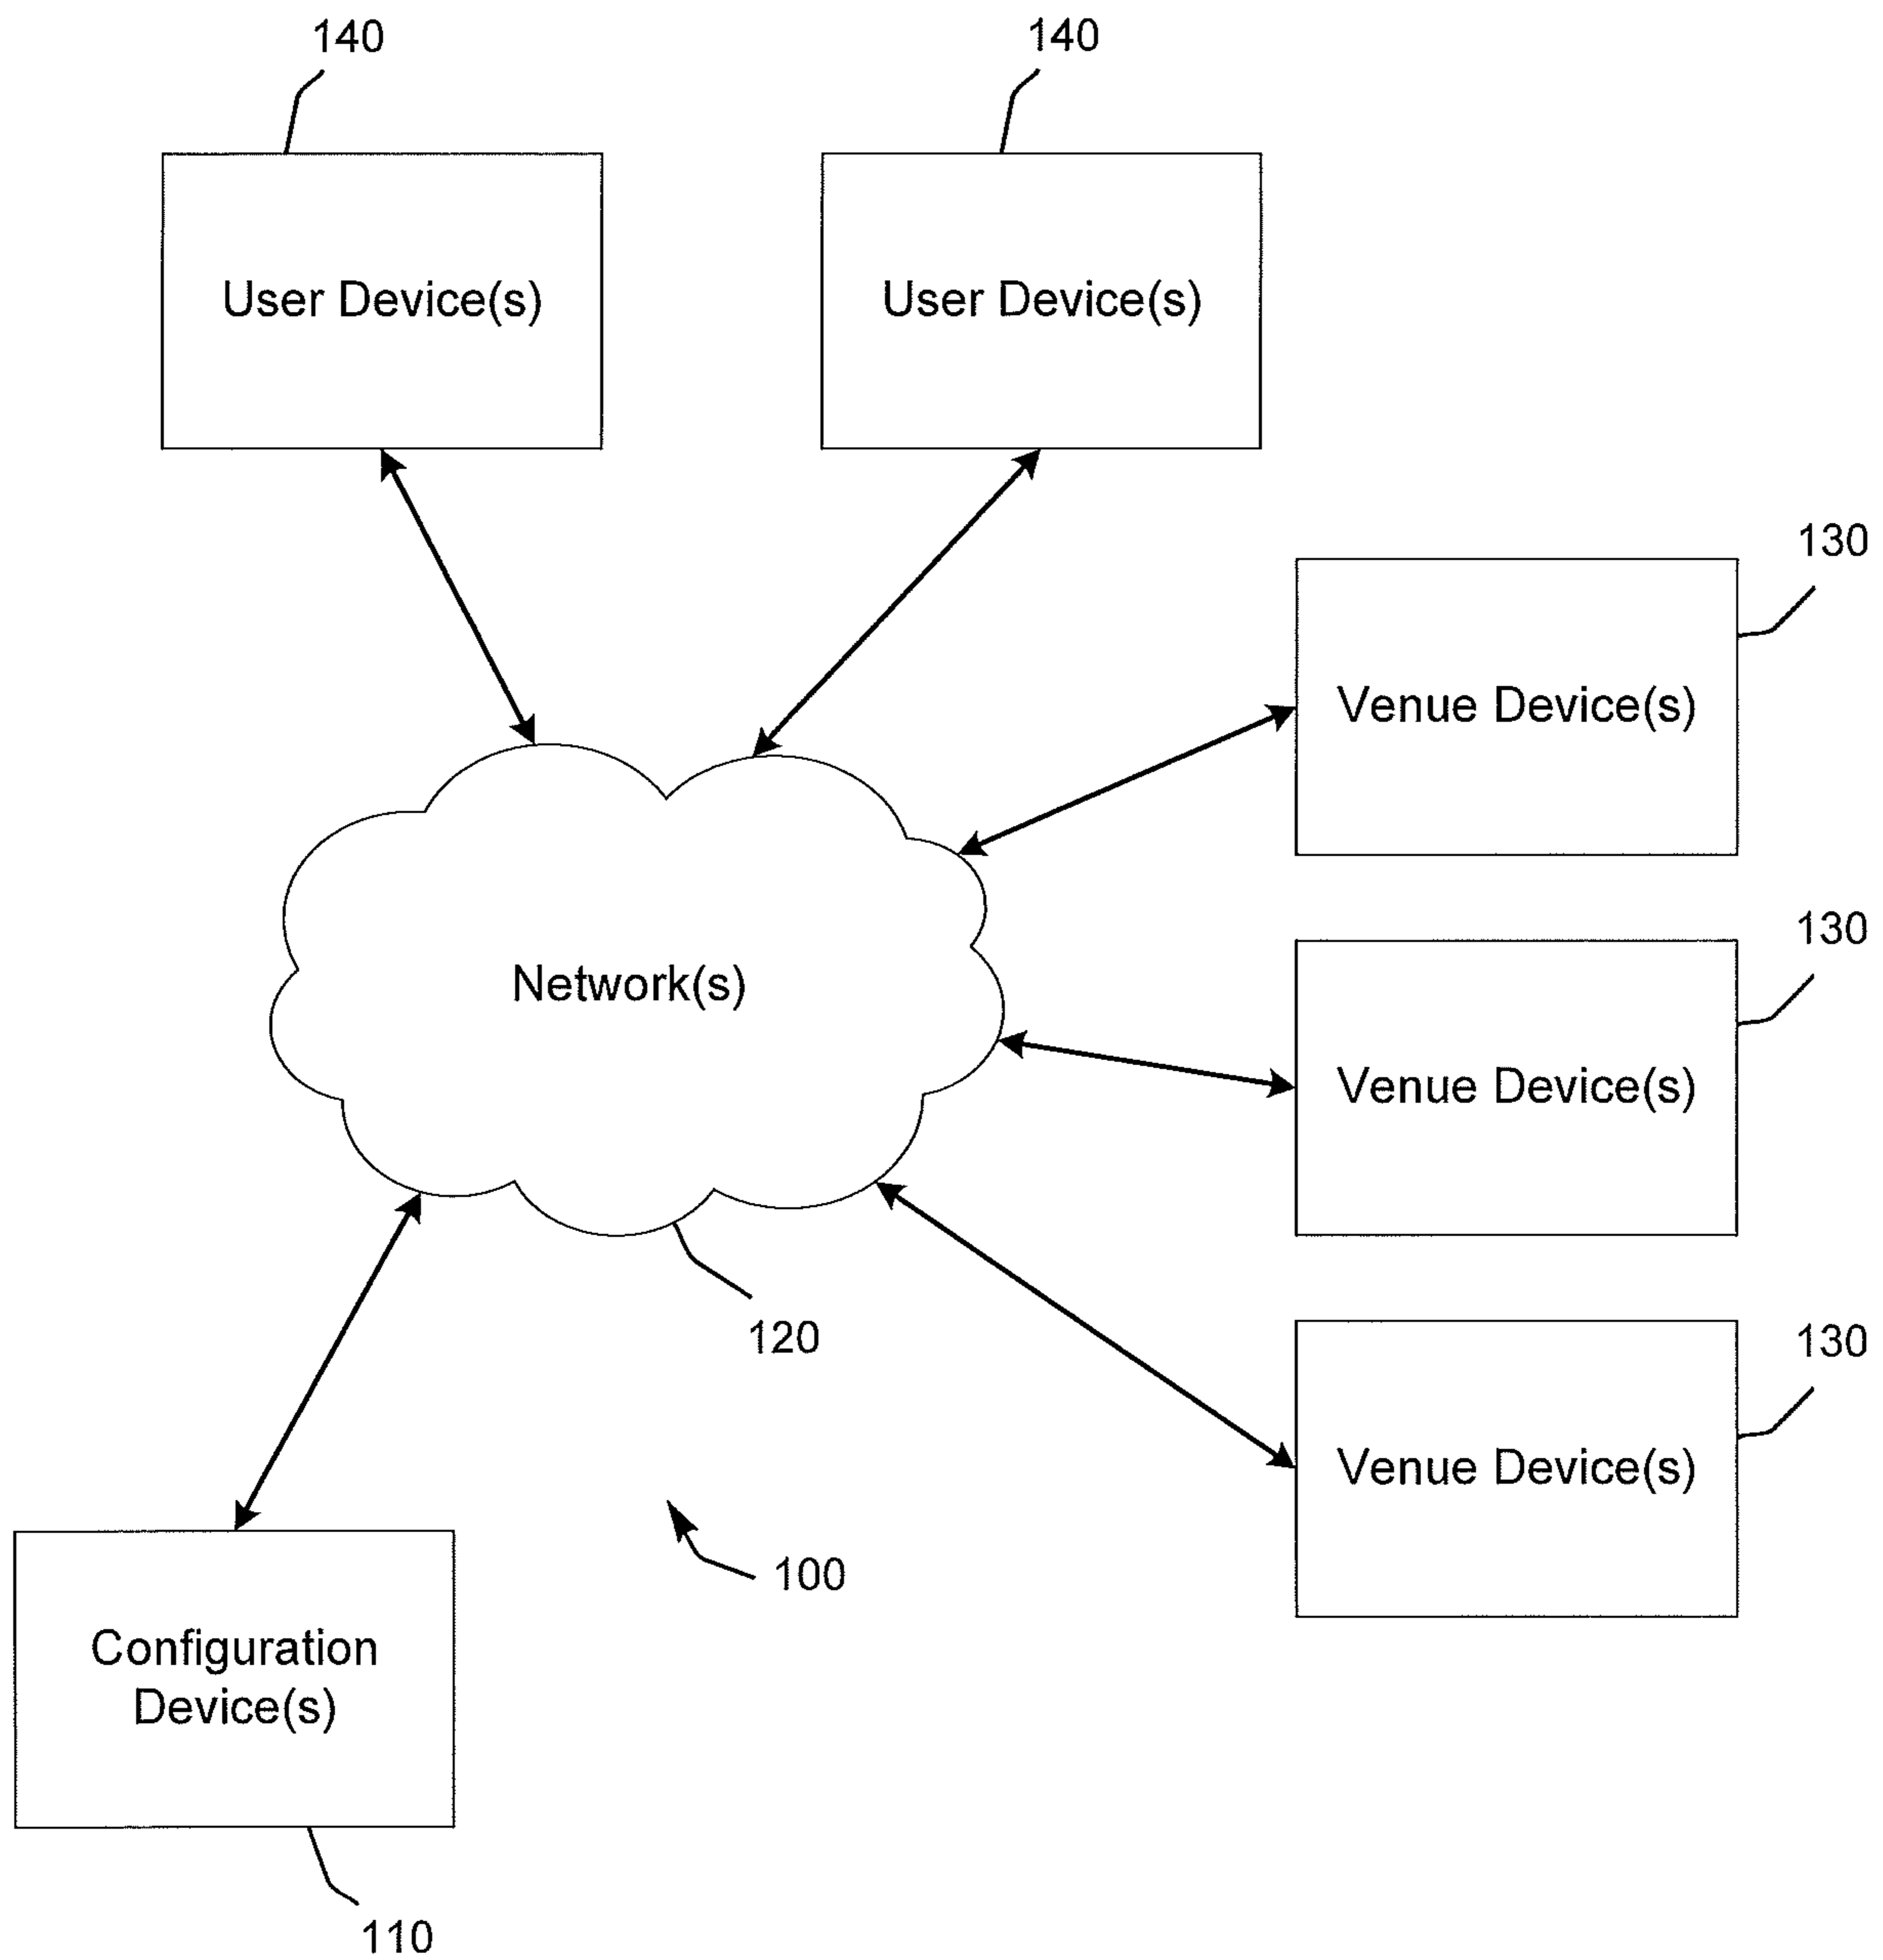 140
140
User Device(s)
User Device(s)
130
Venue Device(s)
130
Network(s)
Venue Device(s)
120
130
Venue Device(s)
100
Configuration
Device(s)
110